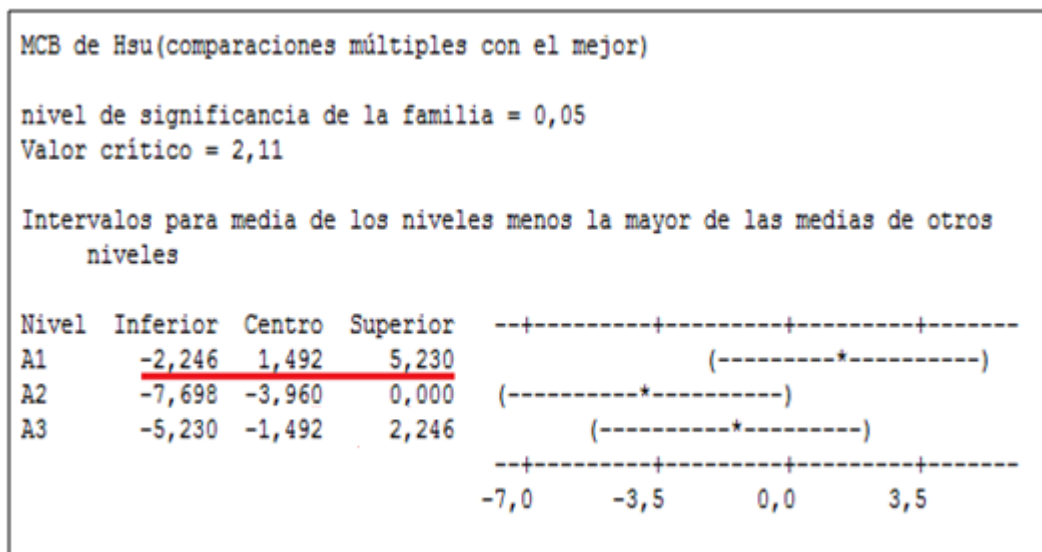 MCB de Hsu(comparaciones múltiples con el mejor)
nivel de significancia de la familia = 0,05
Valor crítico = 2,11
Intervalos para media de los niveles menos la mayor de las medias de otros
niveles
Nivel Inferior Centro Superior --+---------+---------+---------+-------
A1 -2,246 1,492 5,230 (---------*----------)
A2 -7,698 -3,960 0,000 (----------*----------)
A3 -5,230 -1,492 2,246 (----------*---------)
--+---------+---------+---------+-------
-7,0 -3,5 0,0 3,5